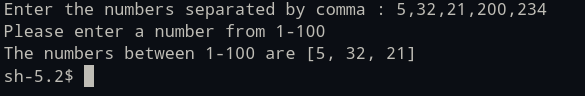 Enter the numbers separated by comma : 5,32,21,200,234
Please enter a number from 1-100
The numbers between 1-100 are [5, 32, 21]
sh-5.2$